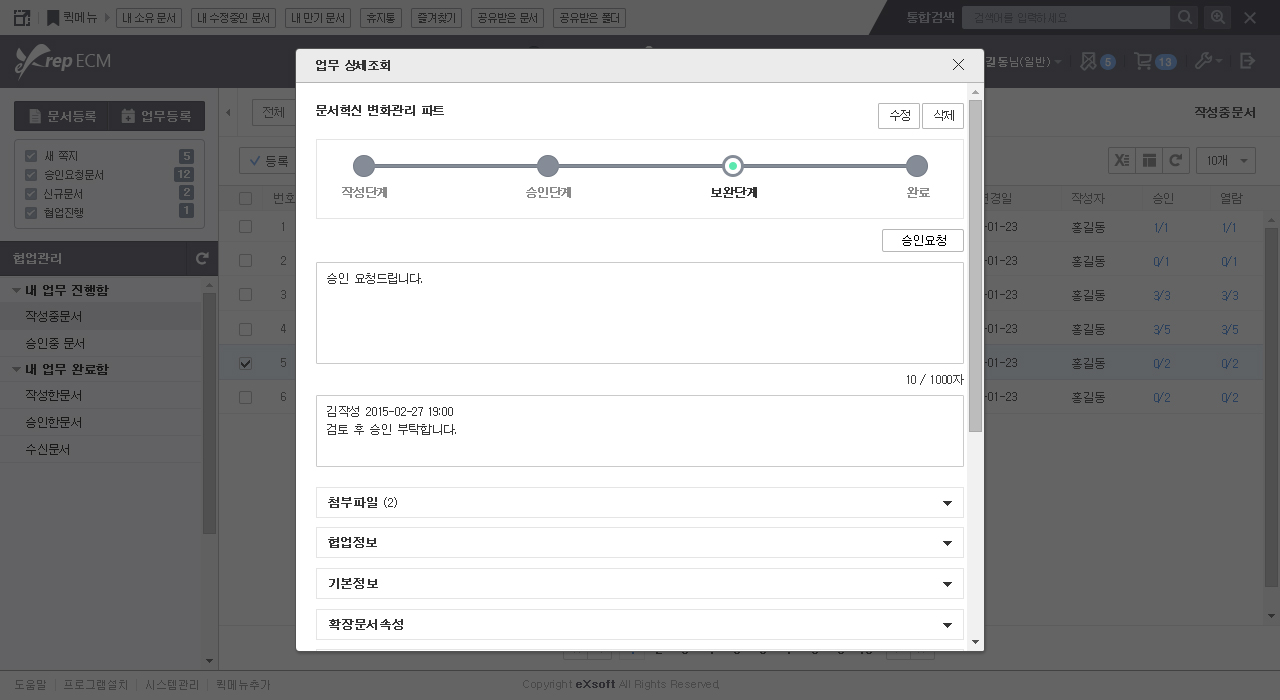 퀵메뉴 내 소유 문서 내 수정중인 문서 내 만기 문서 휴지통 즐겨찾기 공유받은 문서 공유받은 폴더 통합검색 검색어를 입력하세요
eXrep ECM 길동님(일반) 5 13
문서등록 업무등록
새 쪽지 5
승인요청문서 12
신규문서 2
협업진행 1
협업관리
내 업무 진행함
작성중문서
승인중 문서
내 업무 완료함
작성한문서
승인한문서
수신문서
전체 작성중문서
등록 10개
번호 경일 작성자 승인 열람
1 -01-23 홍길동 1/1 1/1
2 -01-23 홍길동 0/1 0/1
3 -01-23 홍길동 3/3 3/3
4 -01-23 홍길동 3/5 3/5
5 -01-23 홍길동 0/2 0/2
6 -01-23 홍길동 0/2 0/2
업무 상세조회
문서혁신 변화관리 파트 수정 삭제
작성단계 승인단계 보완단계 완료
승인요청
승인 요청드립니다.
10 / 1000자
김작성 2015-02-27 19:00
검토 후 승인 부탁합니다.
첨부파일 (2)
협업정보
기본정보
확장문서속성
도움말 프로그램설치 시스템관리 퀵메뉴추가 Copyright eXsoft All Rights Reserved.